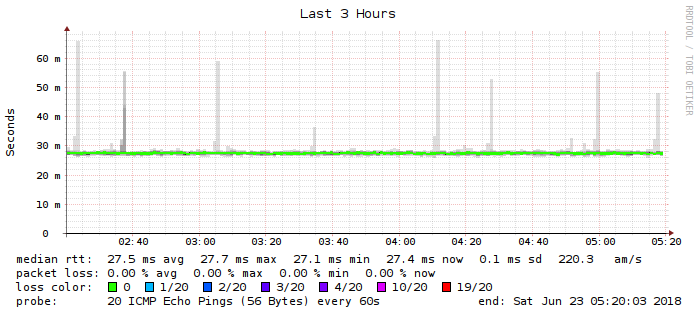 Last 3 Hours
RRDTOOL / TOBI OETIKER
Seconds
60 m
50 m
40 m
30 m
20 m
10 m
0
02:40 03:00 03:20 03:40 04:00 04:20 04:40 05:00 05:20
median rtt: 27.5 ms avg 27.7 ms max 27.1 ms min 27.4 ms now 0.1 ms sd 220.3 am/s
packet loss: 0.00 % avg 0.00 % max 0.00 % min 0.00 % now
loss color: 0 1/20 2/20 3/20 4/20 10/20 19/20
probe: 20 ICMP Echo Pings (56 Bytes) every 60s end: Sat Jun 23 05:20:03 2018